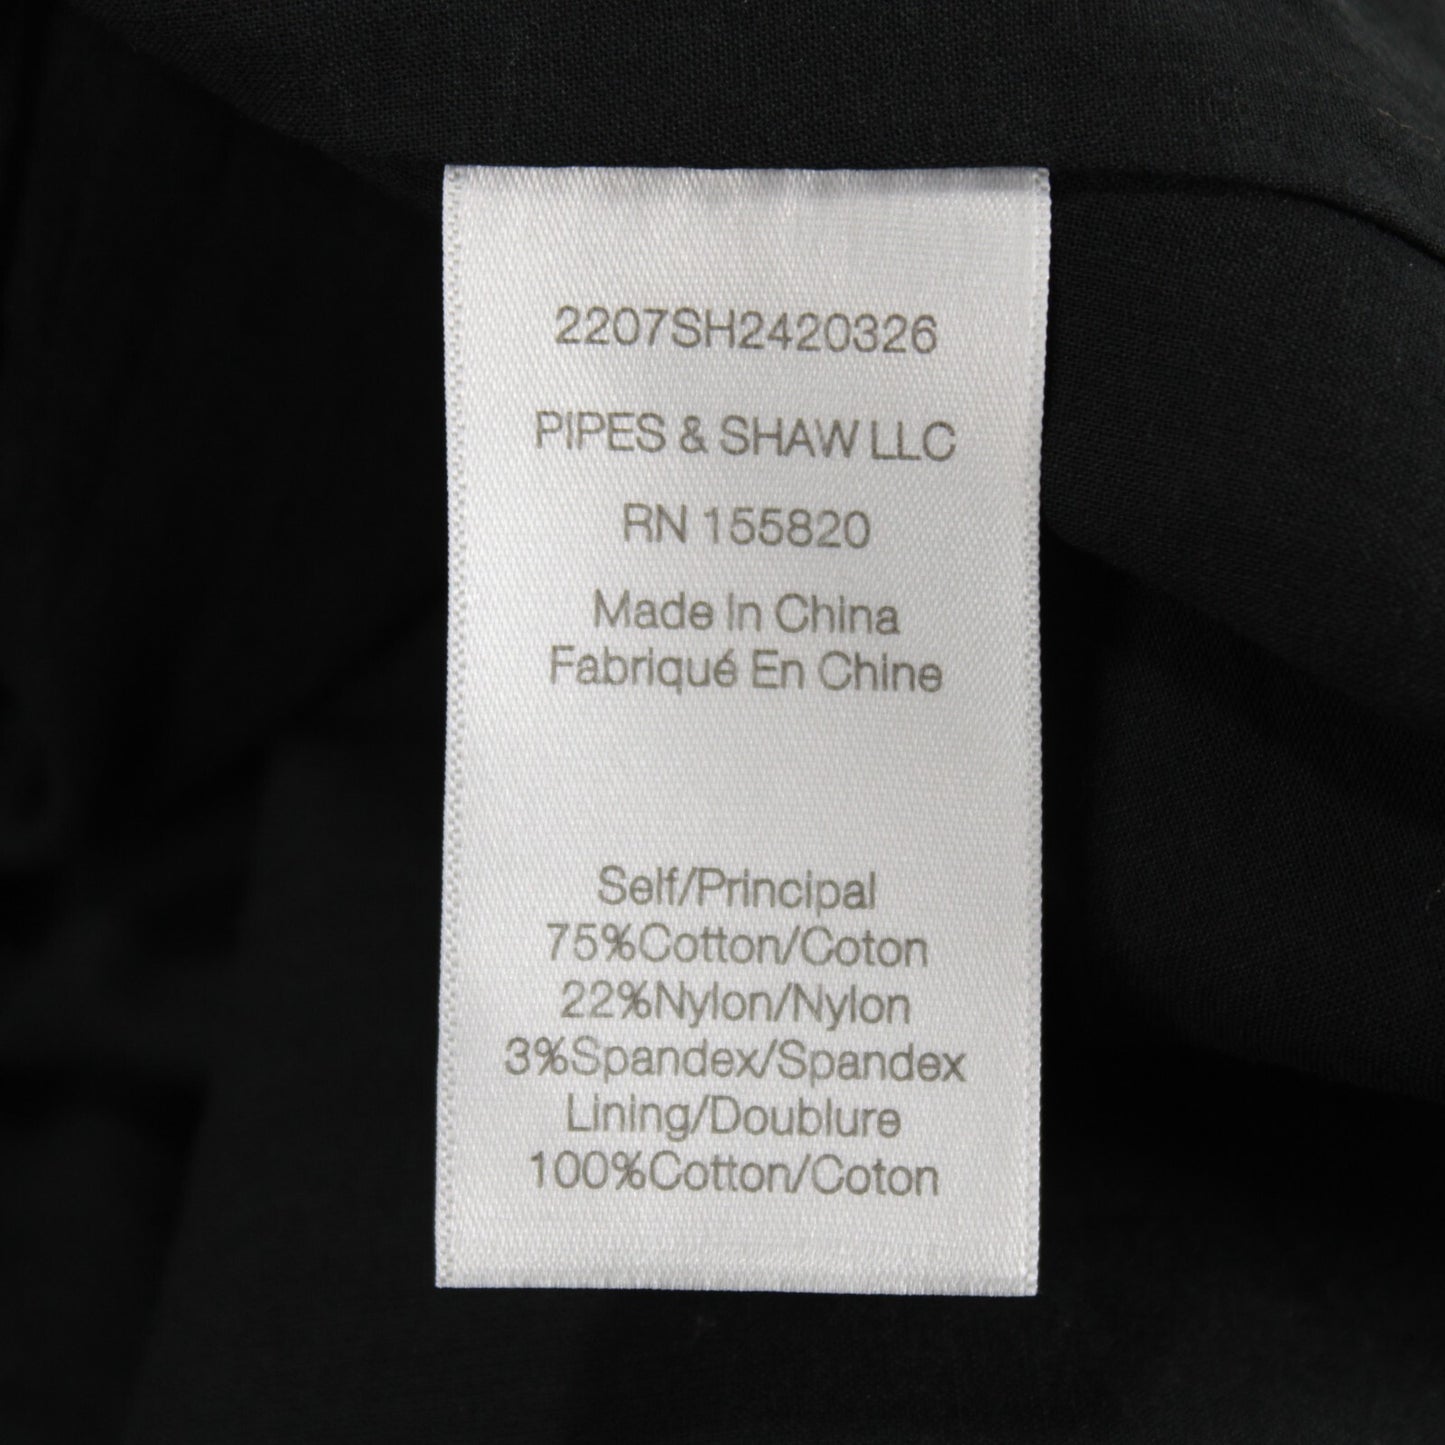 2207SH2420326
PIPES & SHAW LLC
RN 155820
Made In China
Fabriqué En Chine
Self/Principal
75%Cotton/Coton
22%Nylon/Nylon
3%Spandex/Spandex
Lining/Doublure
100%Cotton/Coton